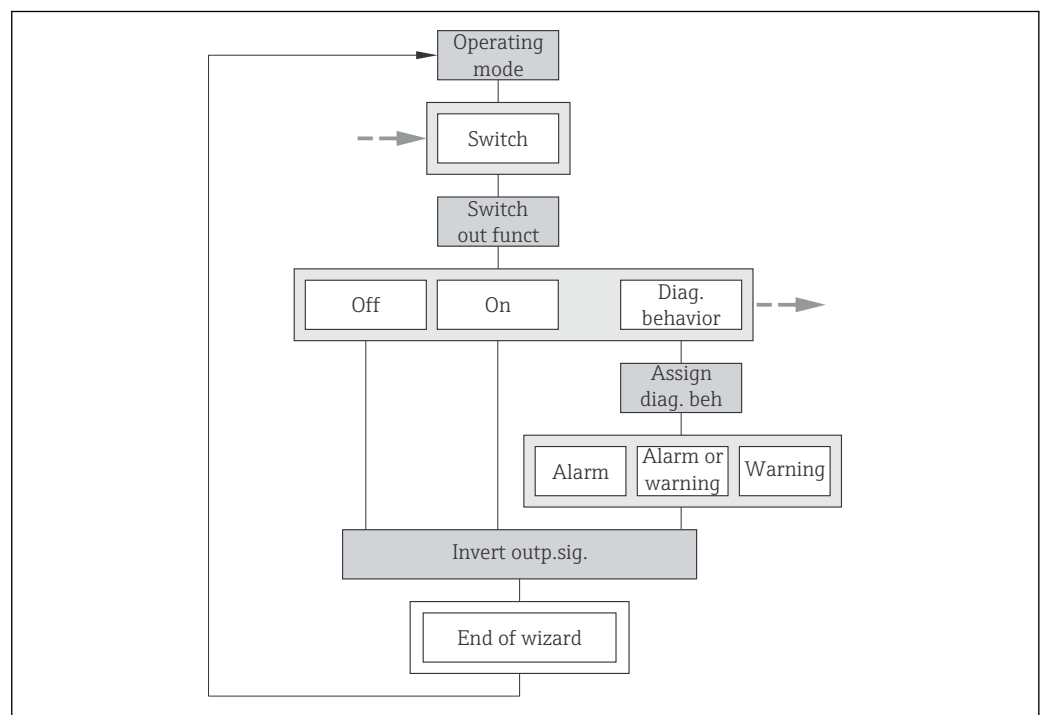 Operating
mode
Switch
Switch
out funct
Off
On
Diag.
behavior
Assign
diag. beh
Alarm
Alarm or
warning
Warning
Invert outp.sig.
End of wizard